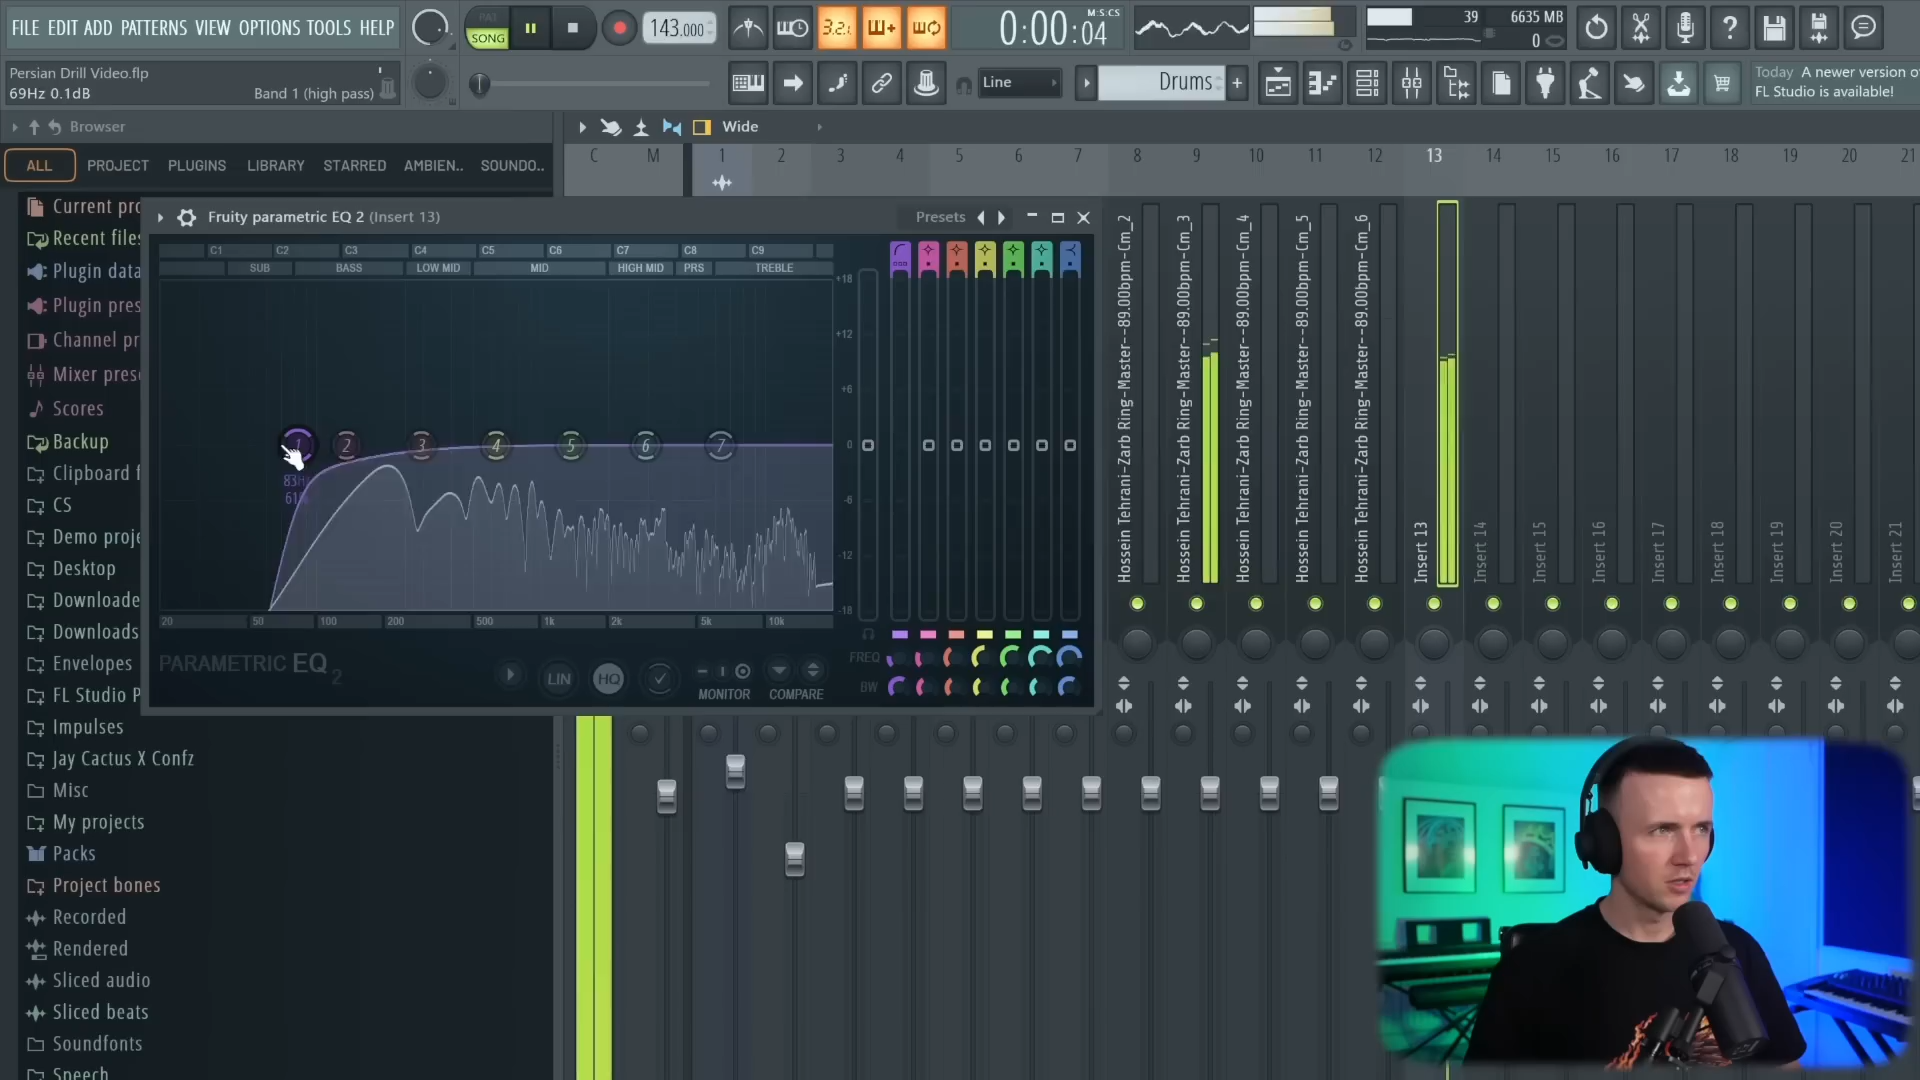 FILE EDIT ADD PATTERNS VIEW OPTIONS TOOLS HELP
PAT
SONG
143.000
3.2.
0:00:04
M:S:CS
39
6635 MB
0
Persian Drill Video.flp
69Hz 0.1dB
Band 1 (high pass)
Line
Drums
Today A newer version o
FL Studio is available!
Browser
Wide
ALL
PROJECT
PLUGINS
LIBRARY
STARRED
AMBIEN..
SOUNDO..
C M 1 2 3 4 5 6 7 8 9 10 11 12 13 14 15 16 17 18 19 20 21
Current pro
Recent files
Plugin data
Plugin pres
Channel pr
Mixer prese
Scores
Backup
Clipboard f
CS
Demo proje
Desktop
Downloade
Downloads
Envelopes
FL Studio P
Impulses
Jay Cactus X Confz
Misc
My projects
Packs
Project bones
Recorded
Rendered
Sliced audio
Sliced beats
Soundfonts
Speech
Fruity parametric EQ 2 (Insert 13)
Presets
C1 C2 C3 C4 C5 C6 C7 C8 C9
SUB BASS LOW MID MID HIGH MID PRS TREBLE
+18
+12
+6
0
-6
-12
-18
1 2 3 4 5 6 7
20 50 100 200 500 1k 2k 5k 10k
PARAMETRIC EQ 2
LIN
HQ
MONITOR
COMPARE
FREQ
BW
Hossein Tehrani-Zarb Ring-Master--89.00bpm-Cm_2
Hossein Tehrani-Zarb Ring-Master--89.00bpm-Cm_3
Hossein Tehrani-Zarb Ring-Master--89.00bpm-Cm_4
Hossein Tehrani-Zarb Ring-Master--89.00bpm-Cm_5
Hossein Tehrani-Zarb Ring-Master--89.00bpm-Cm_6
Insert 13
Insert 14
Insert 15
Insert 16
Insert 17
Insert 18
Insert 19
Insert 20
Insert 21